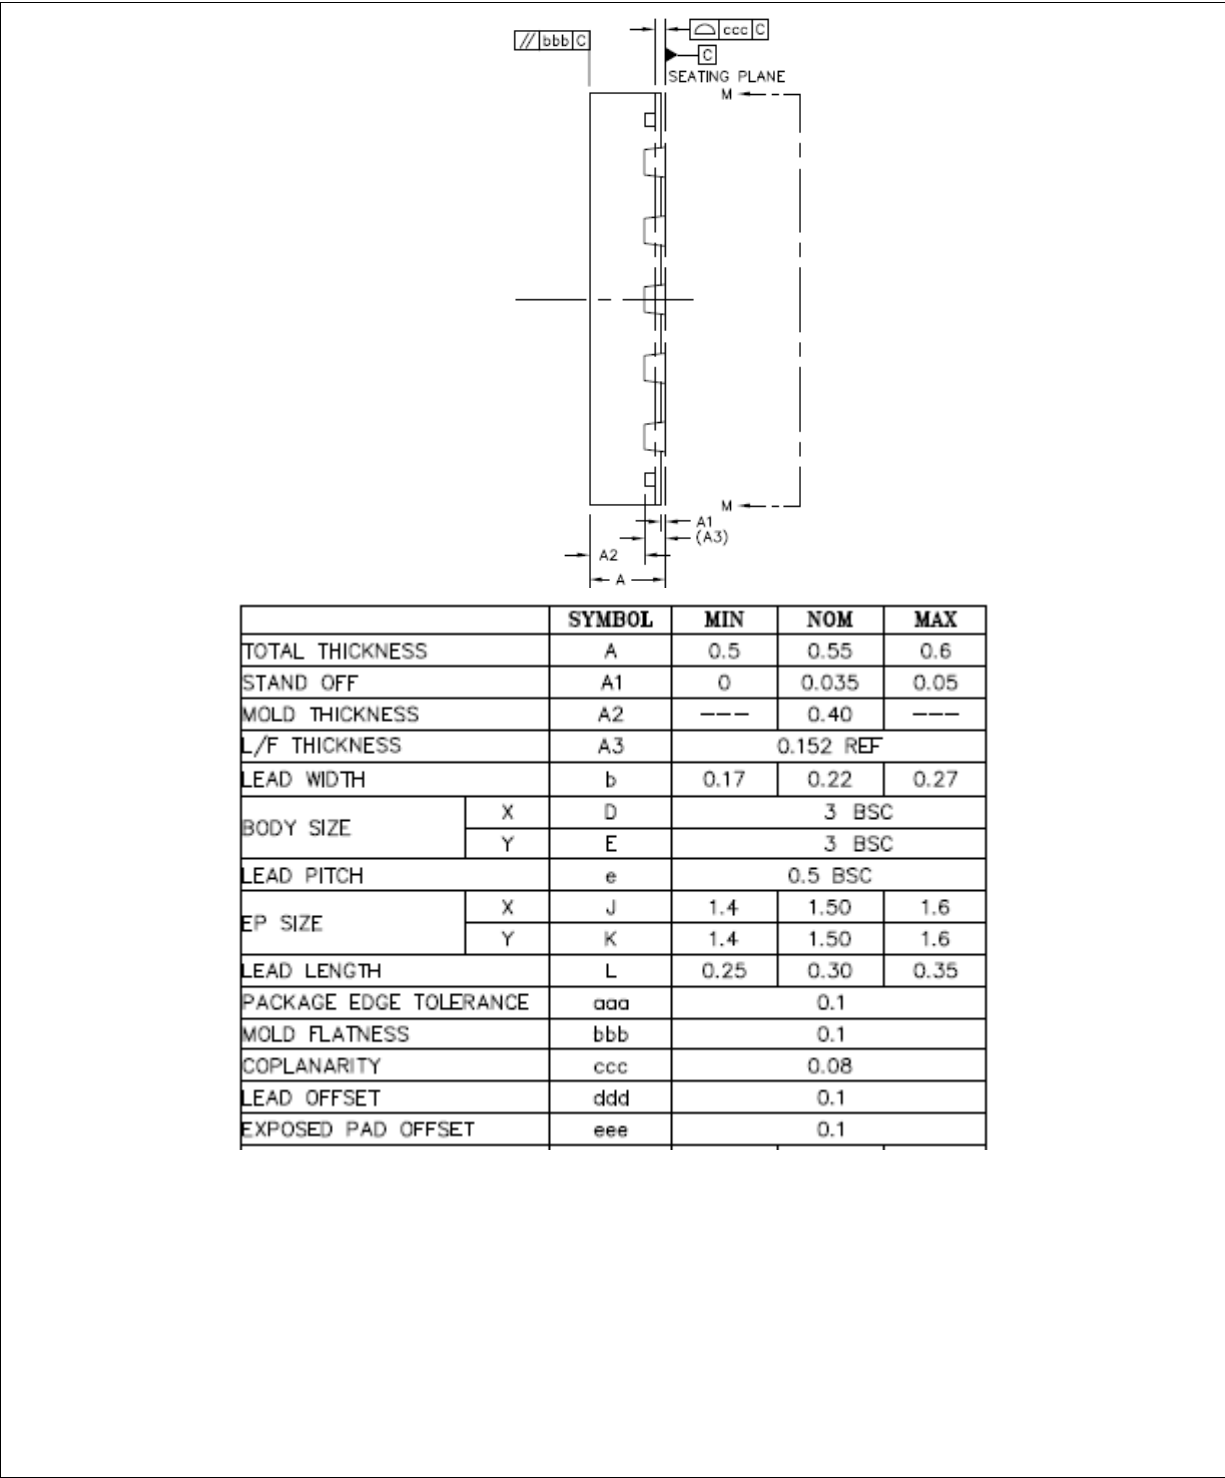 // bbb C
⌓ ccc C
C
SEATING PLANE
M
M
A1
(A3)
A2
A
SYMBOL MIN NOM MAX
TOTAL THICKNESS A 0.5 0.55 0.6
STAND OFF A1 0 0.035 0.05
MOLD THICKNESS A2 --- 0.40 ---
L/F THICKNESS A3 0.152 REF
LEAD WIDTH b 0.17 0.22 0.27
BODY SIZE X D 3 BSC
Y E 3 BSC
LEAD PITCH e 0.5 BSC
EP SIZE X J 1.4 1.50 1.6
Y K 1.4 1.50 1.6
LEAD LENGTH L 0.25 0.30 0.35
PACKAGE EDGE TOLERANCE aaa 0.1
MOLD FLATNESS bbb 0.1
COPLANARITY ccc 0.08
LEAD OFFSET ddd 0.1
EXPOSED PAD OFFSET eee 0.1